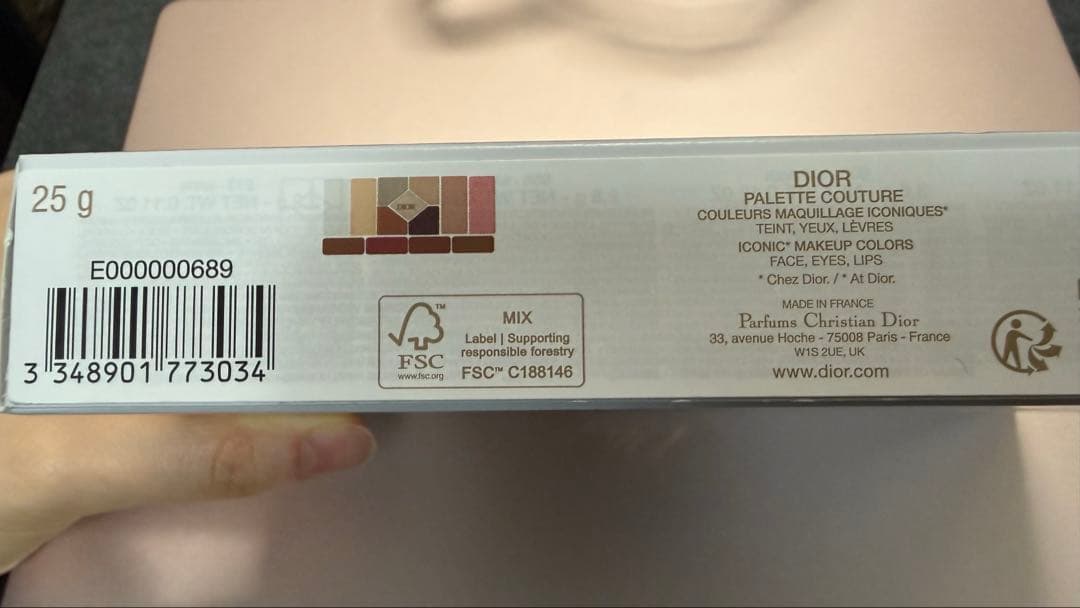 25 g
E000000689
3 348901 773034
DIOR
™
MIX
Label | Supporting
responsible forestry
FSC
www.fsc.org
FSC™ C188146
DIOR
PALETTE COUTURE
COULEURS MAQUILLAGE ICONIQUES*
TEINT, YEUX, LÈVRES
ICONIC* MAKEUP COLORS
FACE, EYES, LIPS
* Chez Dior. / * At Dior.
MADE IN FRANCE
Parfums Christian Dior
33, avenue Hoche - 75008 Paris - France
W1S 2UE, UK
www.dior.com